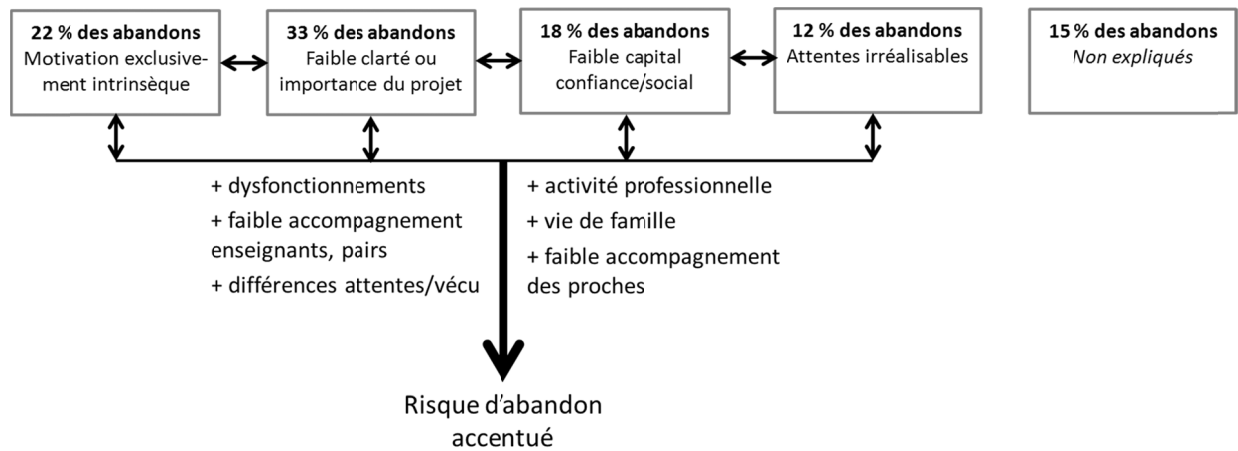 22 % des abandons
Motivation exclusive-
ment intrinsèque
33 % des abandons
Faible clarté ou
importance du projet
18 % des abandons
Faible capital
confiance/social
12 % des abandons
Attentes irréalisables
15 % des abandons
Non expliqués
+ dysfonctionnements
+ faible accompagnement
enseignants, pairs
+ différences attentes/vécu
+ activité professionnelle
+ vie de famille
+ faible accompagnement
des proches
Risque d'abandon
accentué